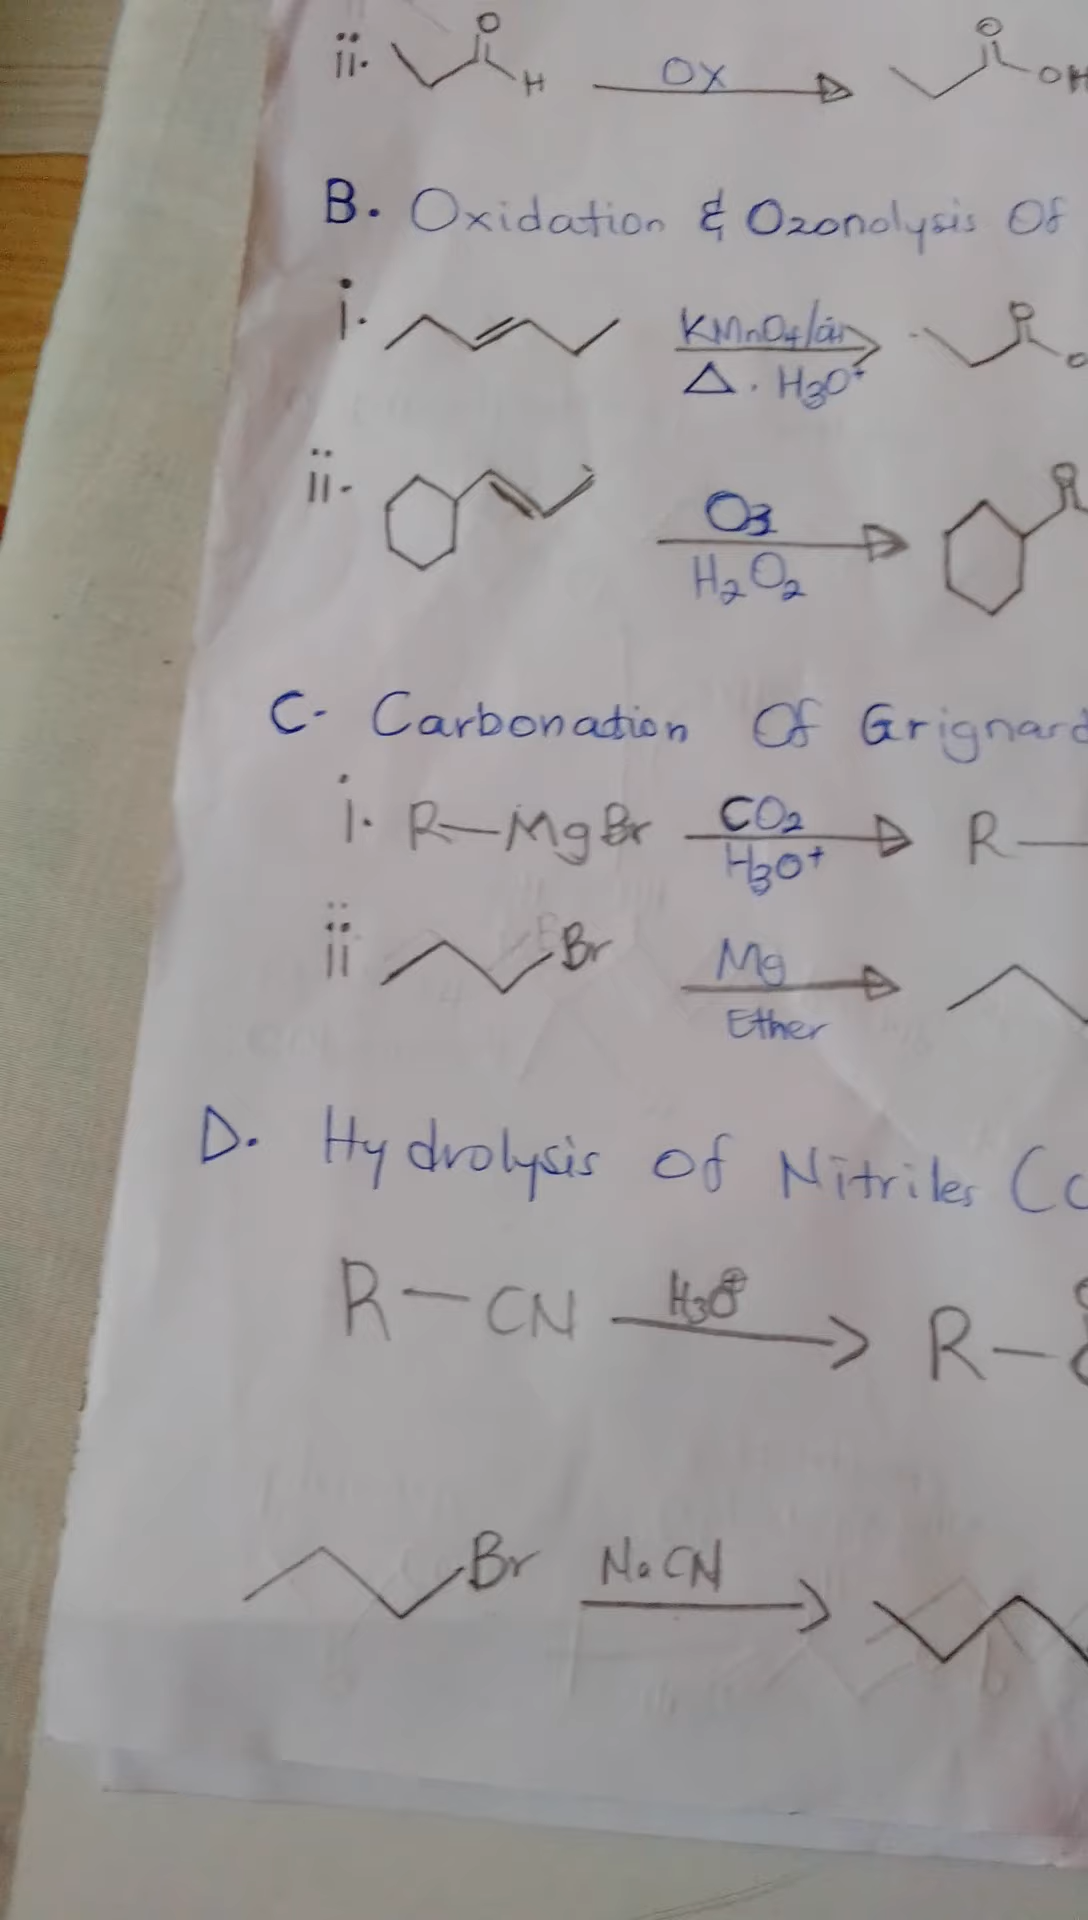 ii. O H OX O OH
B. Oxidation & Ozonolysis Of
i. KMnO4/ Δ. H3O+ O
ii. O3 H2O2
C. Carbonation Of Grignard
i. R—MgBr CO2 H3O+ R—
ii Br Mg Ether
D. Hydrolysis of Nitriles
R—CN H3O⊕ R—
Br NaCN